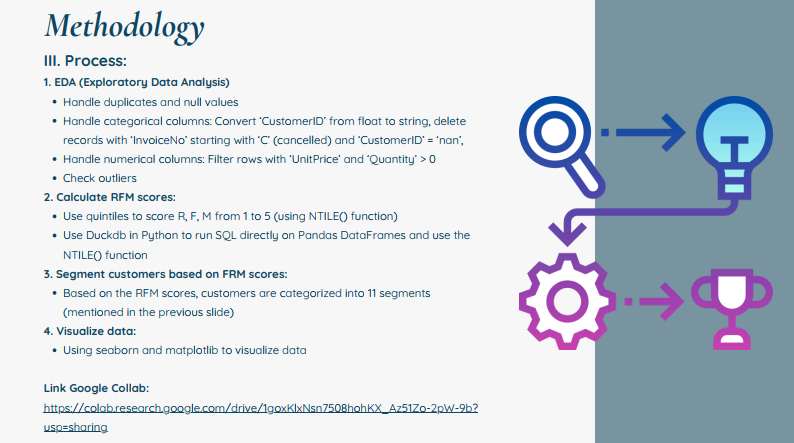 Methodology
III. Process:
1. EDA (Exploratory Data Analysis)
• Handle duplicates and null values
• Handle categorical columns: Convert ‘CustomerID’ from float to string, delete
records with ‘InvoiceNo’ starting with ‘C’ (cancelled) and ‘CustomerID’ = ‘nan’,
• Handle numerical columns: Filter rows with ‘UnitPrice’ and ‘Quantity’ > 0
• Check outliers
2. Calculate RFM scores:
• Use quintiles to score R, F, M from 1 to 5 (using NTILE() function)
• Use Duckdb in Python to run SQL directly on Pandas DataFrames and use the
NTILE() function
3. Segment customers based on FRM scores:
• Based on the RFM scores, customers are categorized into 11 segments
(mentioned in the previous slide)
4. Visualize data:
• Using seaborn and matplotlib to visualize data
Link Google Collab:
https://colab.research.google.com/drive/1goxKlxNsn7508hohKX_Az51Zo-2pW-9b?
usp=sharing